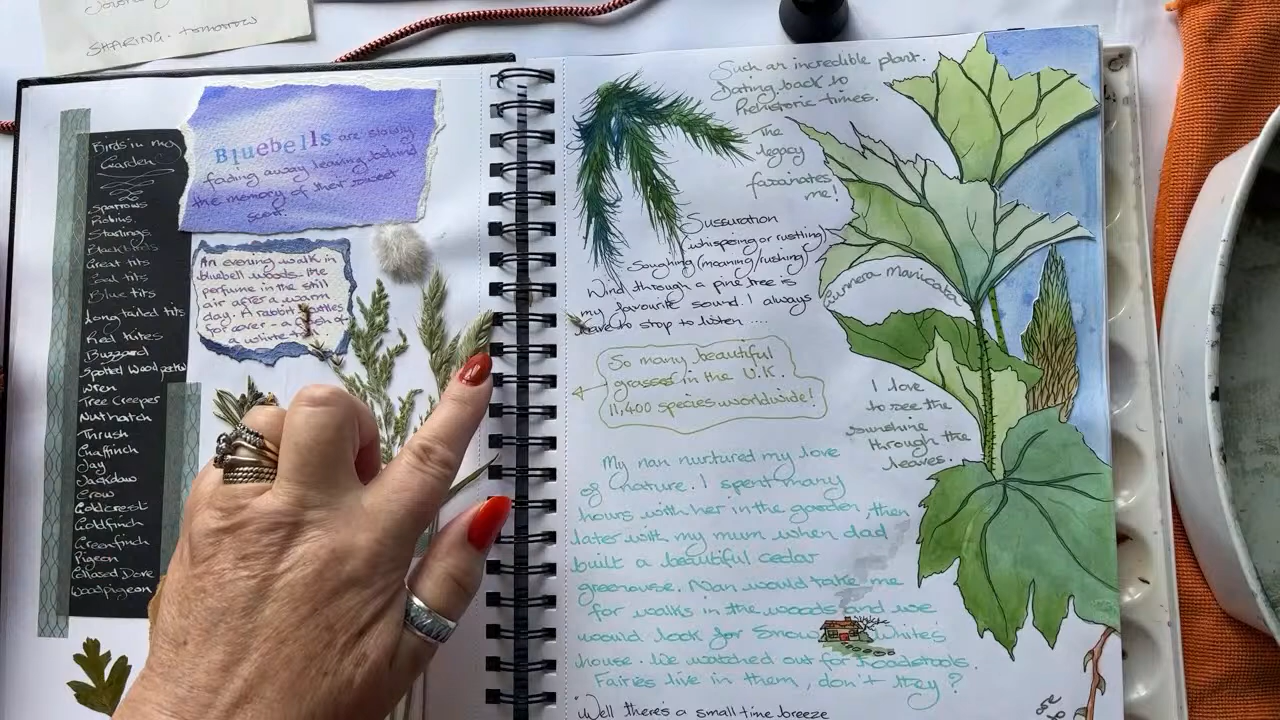 SHARING. tomorrow
Birds in my
Garden
Sparrows
Robins.
Starlings
Blackbirds
Great tits
Coal tits
Blue tits
Longtailed tits
Red kites
Buzzard
Spotted Woodpecker
Wren
Tree Creeper
Nuthatch
Thrush
Chaffinch
Jay
Jackdaw
Crow
Goldcrest
Goldfinch
Greenfinch
Pigeon
Collared Dove
Woodpigeon
Bluebells are slowly
fading away leaving behind
the memory of their sweet
scent.
An evening walk in
bluebell woods. The
perfume in the still
air after a warm
day. A rabbit
for cover - a
a white
Such an incredible plant.
Dating back to
Prehistoric times.
The
legacy
fazanates
me!
Sussuration
(whispering or rustling)
Soughing (moaning/rushing)
Wind through a pine tree is
my favourite sound. I always
have to stop to listen ....
Gunnera Manicata
So many beautiful
grasses in the U.K.
11,400 species worldwide!
I love
to see the
sunshine
through the
leaves..
My nan nurtured my love
of nature. I spent many
hours with her in the garden, then
later with my mum when dad
built a beautiful cedar
greenouse. Nan would take me
for walks in the woods and we
would look for Snow White's
house. We watched out for toadstools.
Fairies live in them, don't they?
"Well there's a small time breeze